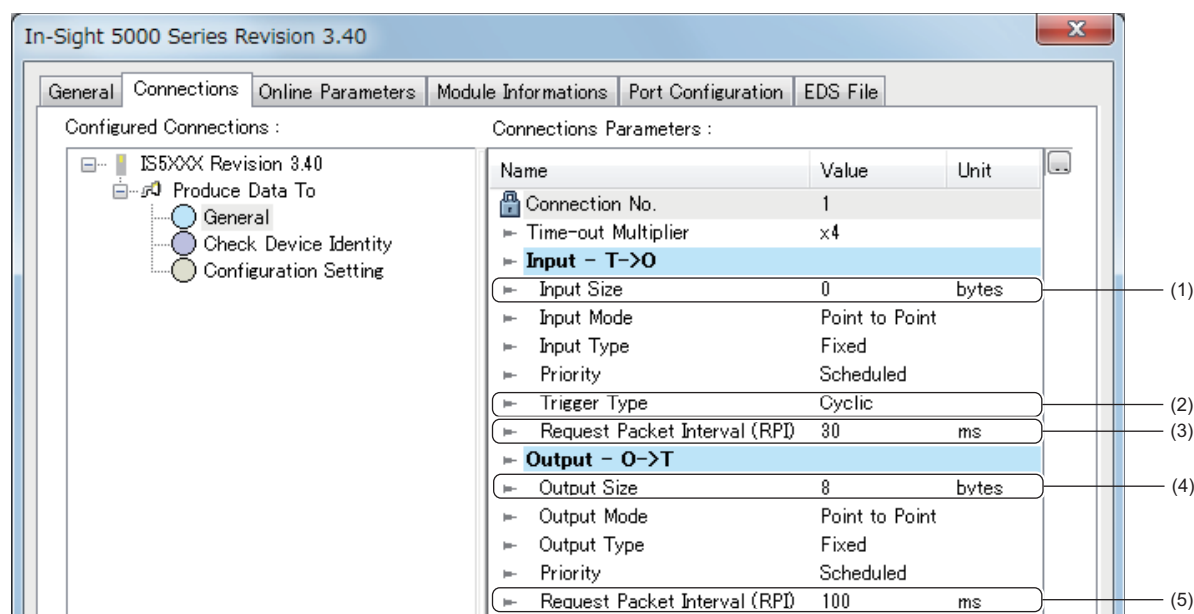 In-Sight 5000 Series Revision 3.40
x
General Connections Online Parameters Module Informations Port Configuration EDS File
Configured Connections :
IS5XXX Revision 3.40
Produce Data To
General
Check Device Identity
Configuration Setting
Connections Parameters :
Name Value Unit
...
Connection No. 1
Time-out Multiplier x4
Input - T->O
Input Size 0 bytes (1)
Input Mode Point to Point
Input Type Fixed
Priority Scheduled
Trigger Type Cyclic (2)
Request Packet Interval (RPI) 30 ms (3)
Output - O->T
Output Size 8 bytes (4)
Output Mode Point to Point
Output Type Fixed
Priority Scheduled
Request Packet Interval (RPI) 100 ms (5)